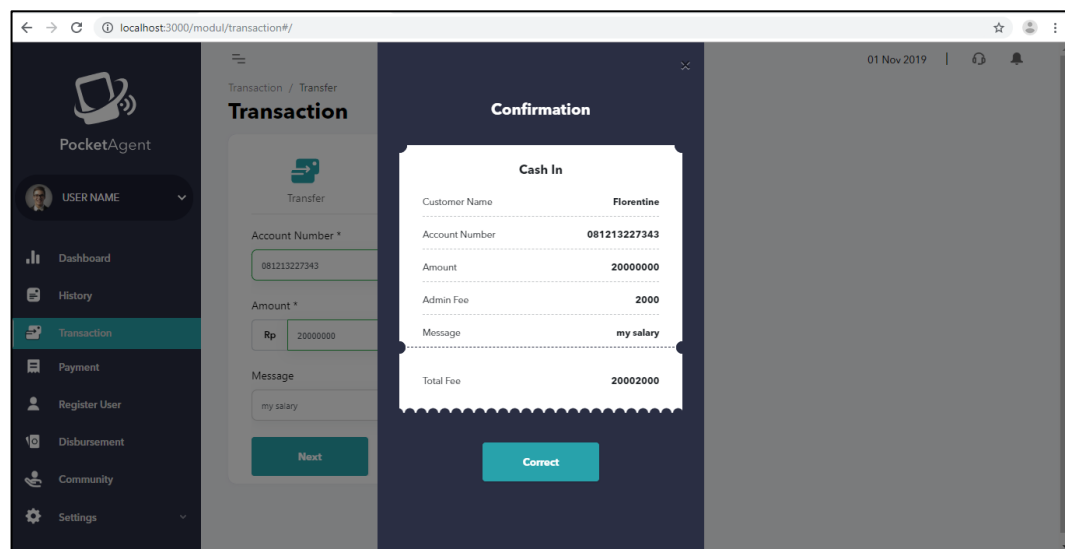 localhost:3000/modul/transaction#/
PocketAgent
USER NAME
Dashboard
History
Transaction
Payment
Register User
Disbursement
Community
Settings
01 Nov 2019
Transaction / Transfer
Transaction
Transfer
Account Number *
081213227343
Amount *
Rp 20000000
Message
my salary
Next
Confirmation
Cash In
Customer Name Florentine
Account Number 081213227343
Amount 20000000
Admin Fee 2000
Message my salary
Total Fee 20002000
Correct